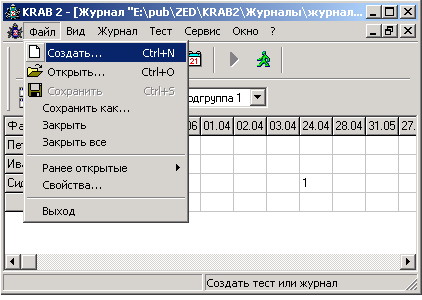 KRAB 2 - [Журнал "E:\pub\ZED\KRAB2\Журналы\журнал...
Файл Вид Журнал Тест Сервис Окно ?
Создать... Ctrl+N
Открыть... Ctrl+O
Сохранить Ctrl+S
Сохранить как...
Закрыть
Закрыть все
Ранее открытые
Свойства...
Выход
21
одгруппа 1
Фа 06 01.04 03.04 24.04 28.04 31.05 27.
Пет
Ива
Сид 1
Создать тест или журнал